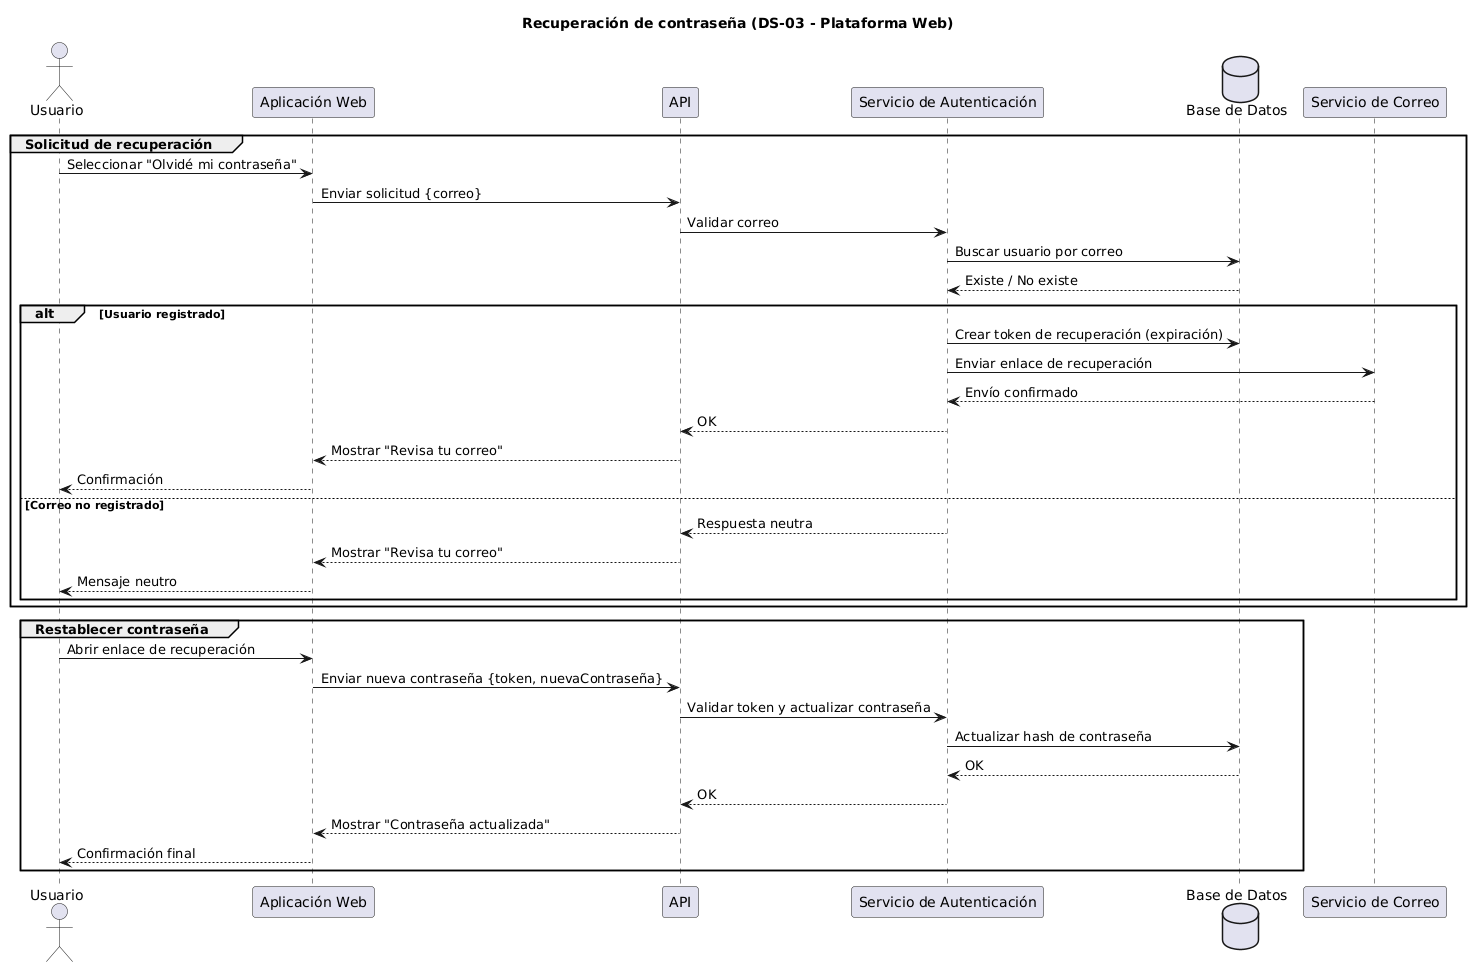 Recuperación de contraseña (DS-03 - Plataforma Web)
Usuario
Aplicación Web
API
Servicio de Autenticación
Base de Datos
Servicio de Correo
Solicitud de recuperación
Seleccionar "Olvidé mi contraseña"
Enviar solicitud {correo}
Validar correo
Buscar usuario por correo
Existe / No existe
alt [Usuario registrado]
Crear token de recuperación (expiración)
Enviar enlace de recuperación
Envío confirmado
OK
Mostrar "Revisa tu correo"
Confirmación
[Correo no registrado]
Respuesta neutra
Mostrar "Revisa tu correo"
Mensaje neutro
Restablecer contraseña
Abrir enlace de recuperación
Enviar nueva contraseña {token, nuevaContraseña}
Validar token y actualizar contraseña
Actualizar hash de contraseña
OK
OK
Mostrar "Contraseña actualizada"
Confirmación final
Usuario
Aplicación Web
API
Servicio de Autenticación
Base de Datos
Servicio de Correo